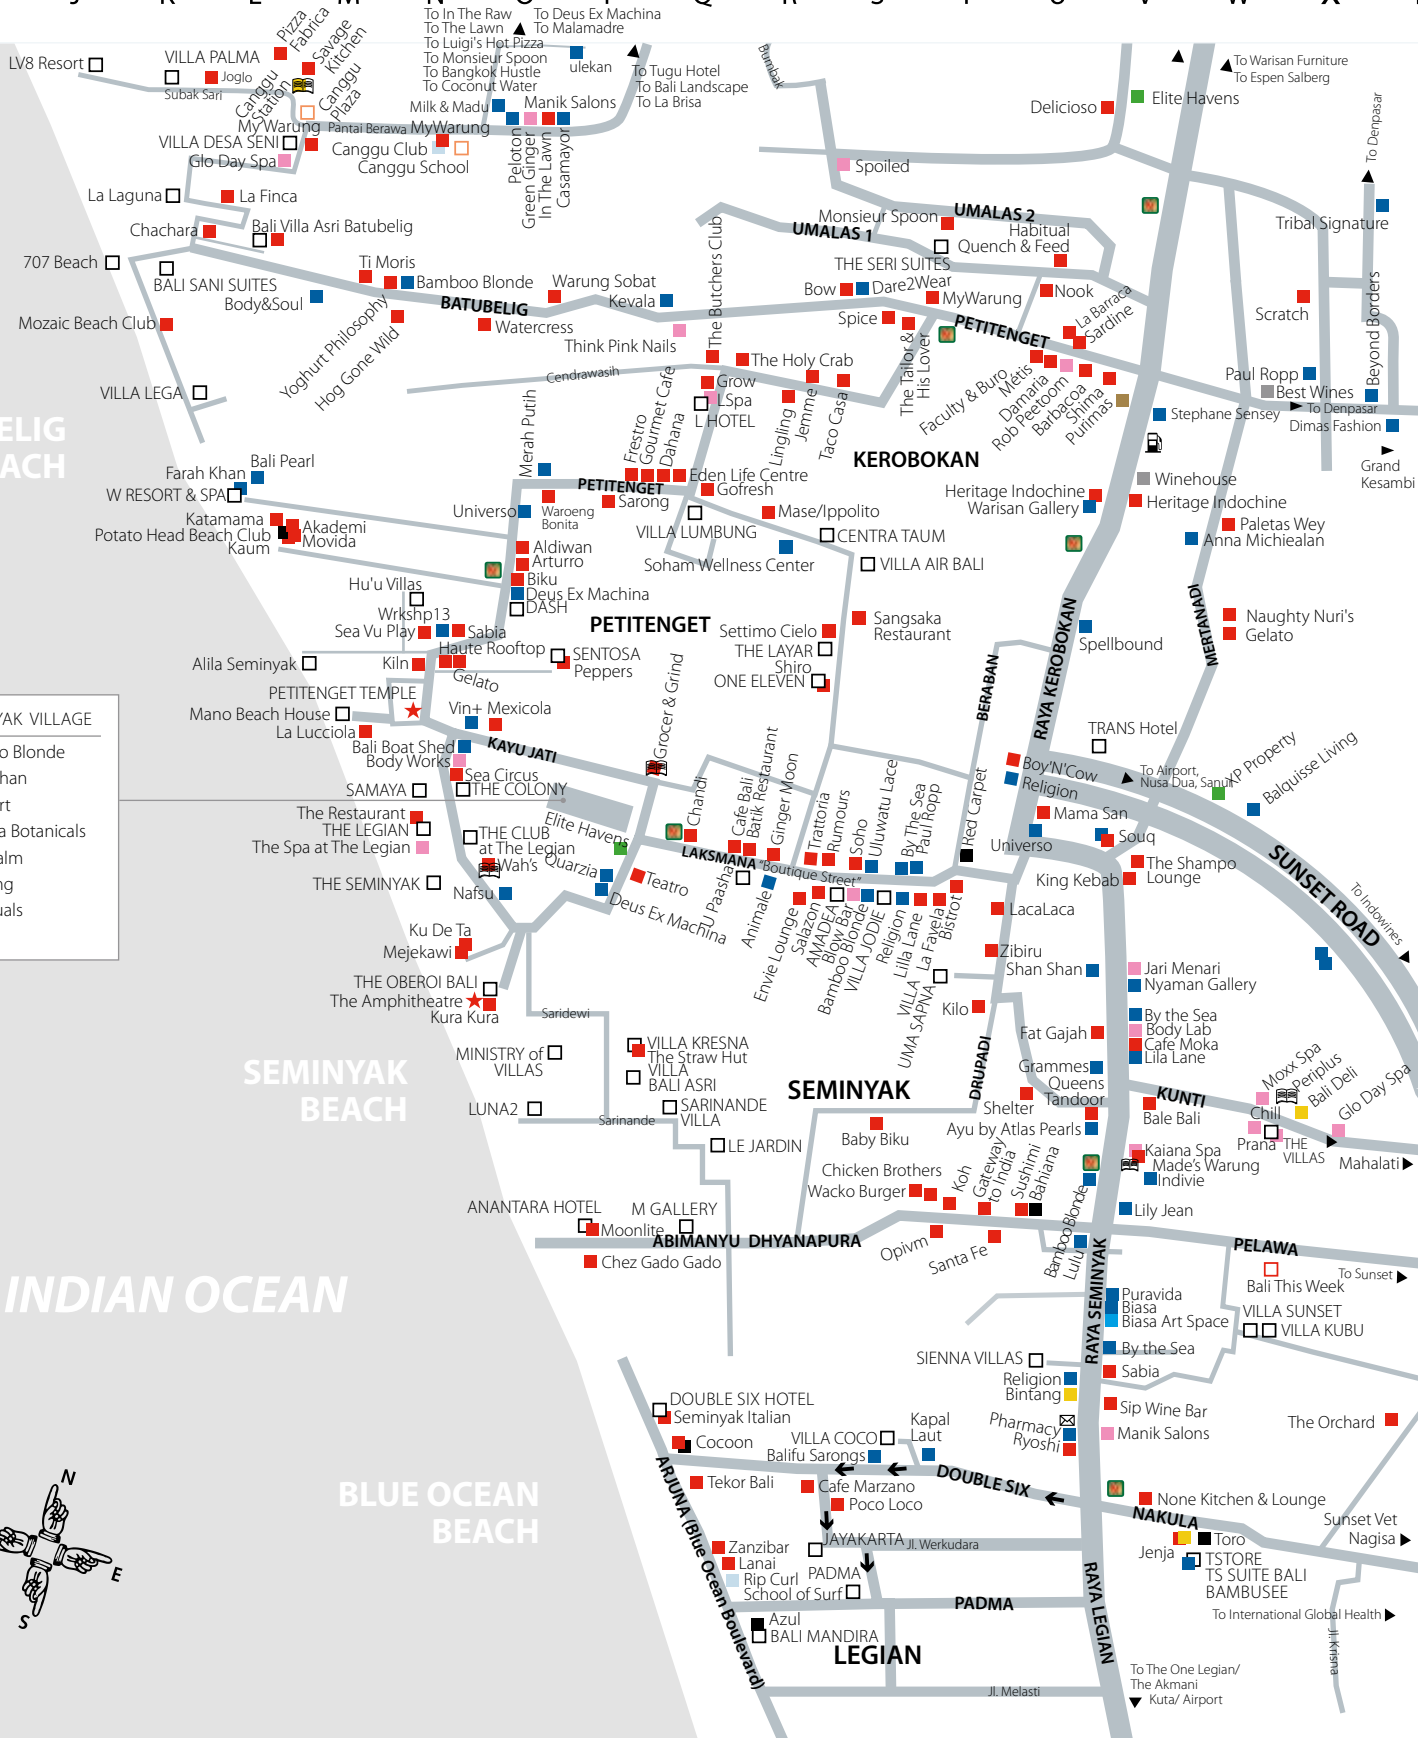 LV8 Resort
VILLA PALMA
Joglo
Subak Sari
Pizza
Fabrica
Savage
Kitchen
Canggu
Station
Canggu
Plaza
To In The Raw
To The Lawn
To Luigi's Hot Pizza
To Monsieur Spoon
To Bangkok Hustle
To Coconut Water
To Deus Ex Machina
To Malamadre
ulekan
To Tugu Hotel
To Bali Landscape
To La Brisa
Bumbak
To Warisan Furniture
To Espen Salberg
Delicioso
Elite Havens
To Denpasar
Milk & Madu
Manik Salons
My Warung
Pantai Berawa
MyWarung
VILLA DESA SENI
Glo Day Spa
Canggu Club
Canggu School
Peloton
Green Ginger
In The Lawn
Casamayor
Spoiled
La Laguna
La Finca
Chachara
Bali Villa Asri Batubelig
Monsieur Spoon
UMALAS 2
UMALAS 1
Habitual
Quench & Feed
Tribal Signature
707 Beach
BALI SANI SUITES
Body&Soul
Ti Moris
Bamboo Blonde
BATUBELIG
Warung Sobat
Kevala
The Butchers Club
THE SERI SUITES
Bow
Dare2Wear
MyWarung
Nook
La Barraca
Sardine
Scratch
Beyond Borders
Mozaic Beach Club
Yoghurt Philosophy
Hog Gone Wild
Watercress
Think Pink Nails
Spice
PETITENGET
The Tailor &
His Lover
The Holy Crab
Cendrawasih
Grow
LSpa
L HOTEL
Lingling
Jemme
Taco Casa
Faculty & Buro
Métis
Damaria
Rob Peetoom
Barbacoa
Shima
Purimas
Paul Ropp
Best Wines
To Denpasar
Dimas Fashion
Stephane Sensey
Grand
Kesambi
VILLA LEGA
ELIG
ACH
Merah Putih
Frestro
Gourmet Cafe
Dahana
KEROBOKAN
Farah Khan
Bali Pearl
W RESORT & SPA
PETITENGET
Eden Life Centre
Gofresh
Sarong
Winehouse
Heritage Indochine
Warisan Gallery
Heritage Indochine
Katamama
Potato Head Beach Club
Kaum
Akademi
Movida
Universo
Waroeng
Bonita
VILLA LUMBUNG
Mase/Ippolito
CENTRA TAUM
Soham Wellness Center
VILLA AIR BALI
Paletas Wey
Anna Michiealan
Aldiwan
Arturro
Biku
Deus Ex Machina
DASH
Hu'u Villas
Wrkshp13
Sea Vu Play
Sabia
Haute Rooftop
PETITENGET
Settimo Cielo
Sangsaka
Restaurant
THE LAYAR
Shiro
ONE ELEVEN
BERABAN
RAYA KEROBOKAN
Spellbound
MERTANADI
Naughty Nuri's
Gelato
Alila Seminyak
Kiln
Gelato
SENTOSA
Peppers
PETITENGET TEMPLE
Mano Beach House
La Lucciola
Vin+
Mexicola
Grocer & Grind
TRANS Hotel
YAK VILLAGE
o Blonde
han
rt
a Botanicals
alm
ng
uals
Bali Boat Shed
Body Works
Sea Circus
KAYU JATI
SAMAYA
THE COLONY
The Restaurant
THE LEGIAN
The Spa at The Legian
THE CLUB
at The Legian
Wah's
THE SEMINYAK
Nafsu
Elite Havens
Quarzia
Teatro
Deus Ex Machina
Chandi
Cafe Bali
Batik Restaurant
Ginger Moon
Trattoria
Rumours
Soho
Uluwatu Lace
By The Sea
Paul Ropp
Red Carpet
Boy'N'Cow
Religion
To Airport,
Nusa Dua, Sanur
XP Property
Balquisse Living
Mama San
Universo
Souq
The Shampo
Lounge
King Kebab
SUNSET ROAD
To Indowines
LAKSMANA
"Boutique Street"
U Paasha
Animale
Envie Lounge
Salazon
AMADEA
Blow Bar
Bamboo Blonde
VILLA JODIE
Religion
Lilla Lane
La Favela
Bistrot
LacaLaca
Zibiru
Ku De Ta
Mejekawi
THE OBEROI BALI
The Amphitheatre
Kura Kura
VILLA
UMA SAPNA
Shan Shan
Jari Menari
Nyaman Gallery
Kilo
Saridewi
Fat Gajah
By the Sea
Body Lab
Cafe Moka
Lila Lane
MINISTRY of
VILLAS
VILLA KRESNA
The Straw Hut
VILLA
BALI ASRI
LUNA2
SARINANDE
VILLA
Sarinande
LE JARDIN
SEMINYAK
BEACH
SEMINYAK
DRUPADI
Grammes
Queens
Tandoor
Shelter
Ayu by Atlas Pearls
KUNTI
Bale Bali
Moxx Spa
Periplus
Bali Deli
Glo Day Spa
Chill
Prana
THE
VILLAS
Mahalati
Baby Biku
Kaiana Spa
Made's Warung
Indivie
Chicken Brothers
Wacko Burger
Koh
Gateway
to India
Sushimi
Bahiana
Lily Jean
ANANTARA HOTEL
M GALLERY
Moonlite
ABIMANYU DHYANAPURA
Chez Gado Gado
Opivm
Santa Fe
Bamboo Blonde
Lulu
PELAWA
To Sunset
Bali This Week
INDIAN OCEAN
RAYA SEMINYAK
Puravida
Biasa
Biasa Art Space
By the Sea
VILLA SUNSET
VILLA KUBU
SIENNA VILLAS
Sabia
Religion
Bintang
DOUBLE SIX HOTEL
Seminyak Italian
Cocoon
Kapal
Laut
VILLA COCO
Balifu Sarongs
Pharmacy
Ryoshi
Sip Wine Bar
Manik Salons
The Orchard
BLUE OCEAN
BEACH
Tekor Bali
Cafe Marzano
Poco Loco
DOUBLE SIX
None Kitchen & Lounge
NAKULA
Sunset Vet
Nagisa
ARJUNA (Blue Ocean Boulevard)
Zanzibar
Lanai
Rip Curl
School of Surf
JAYAKARTA
Jl. Werkudara
PADMA
Jenja
Toro
TSTORE
TS SUITE BALI
BAMBUSEE
N
E
S
PADMA
Azul
BALI MANDIRA
LEGIAN
RAYA LEGIAN
To International Global Health
Jl. Krisna
Jl. Melasti
To The One Legian/
The Akmani
Kuta/ Airport